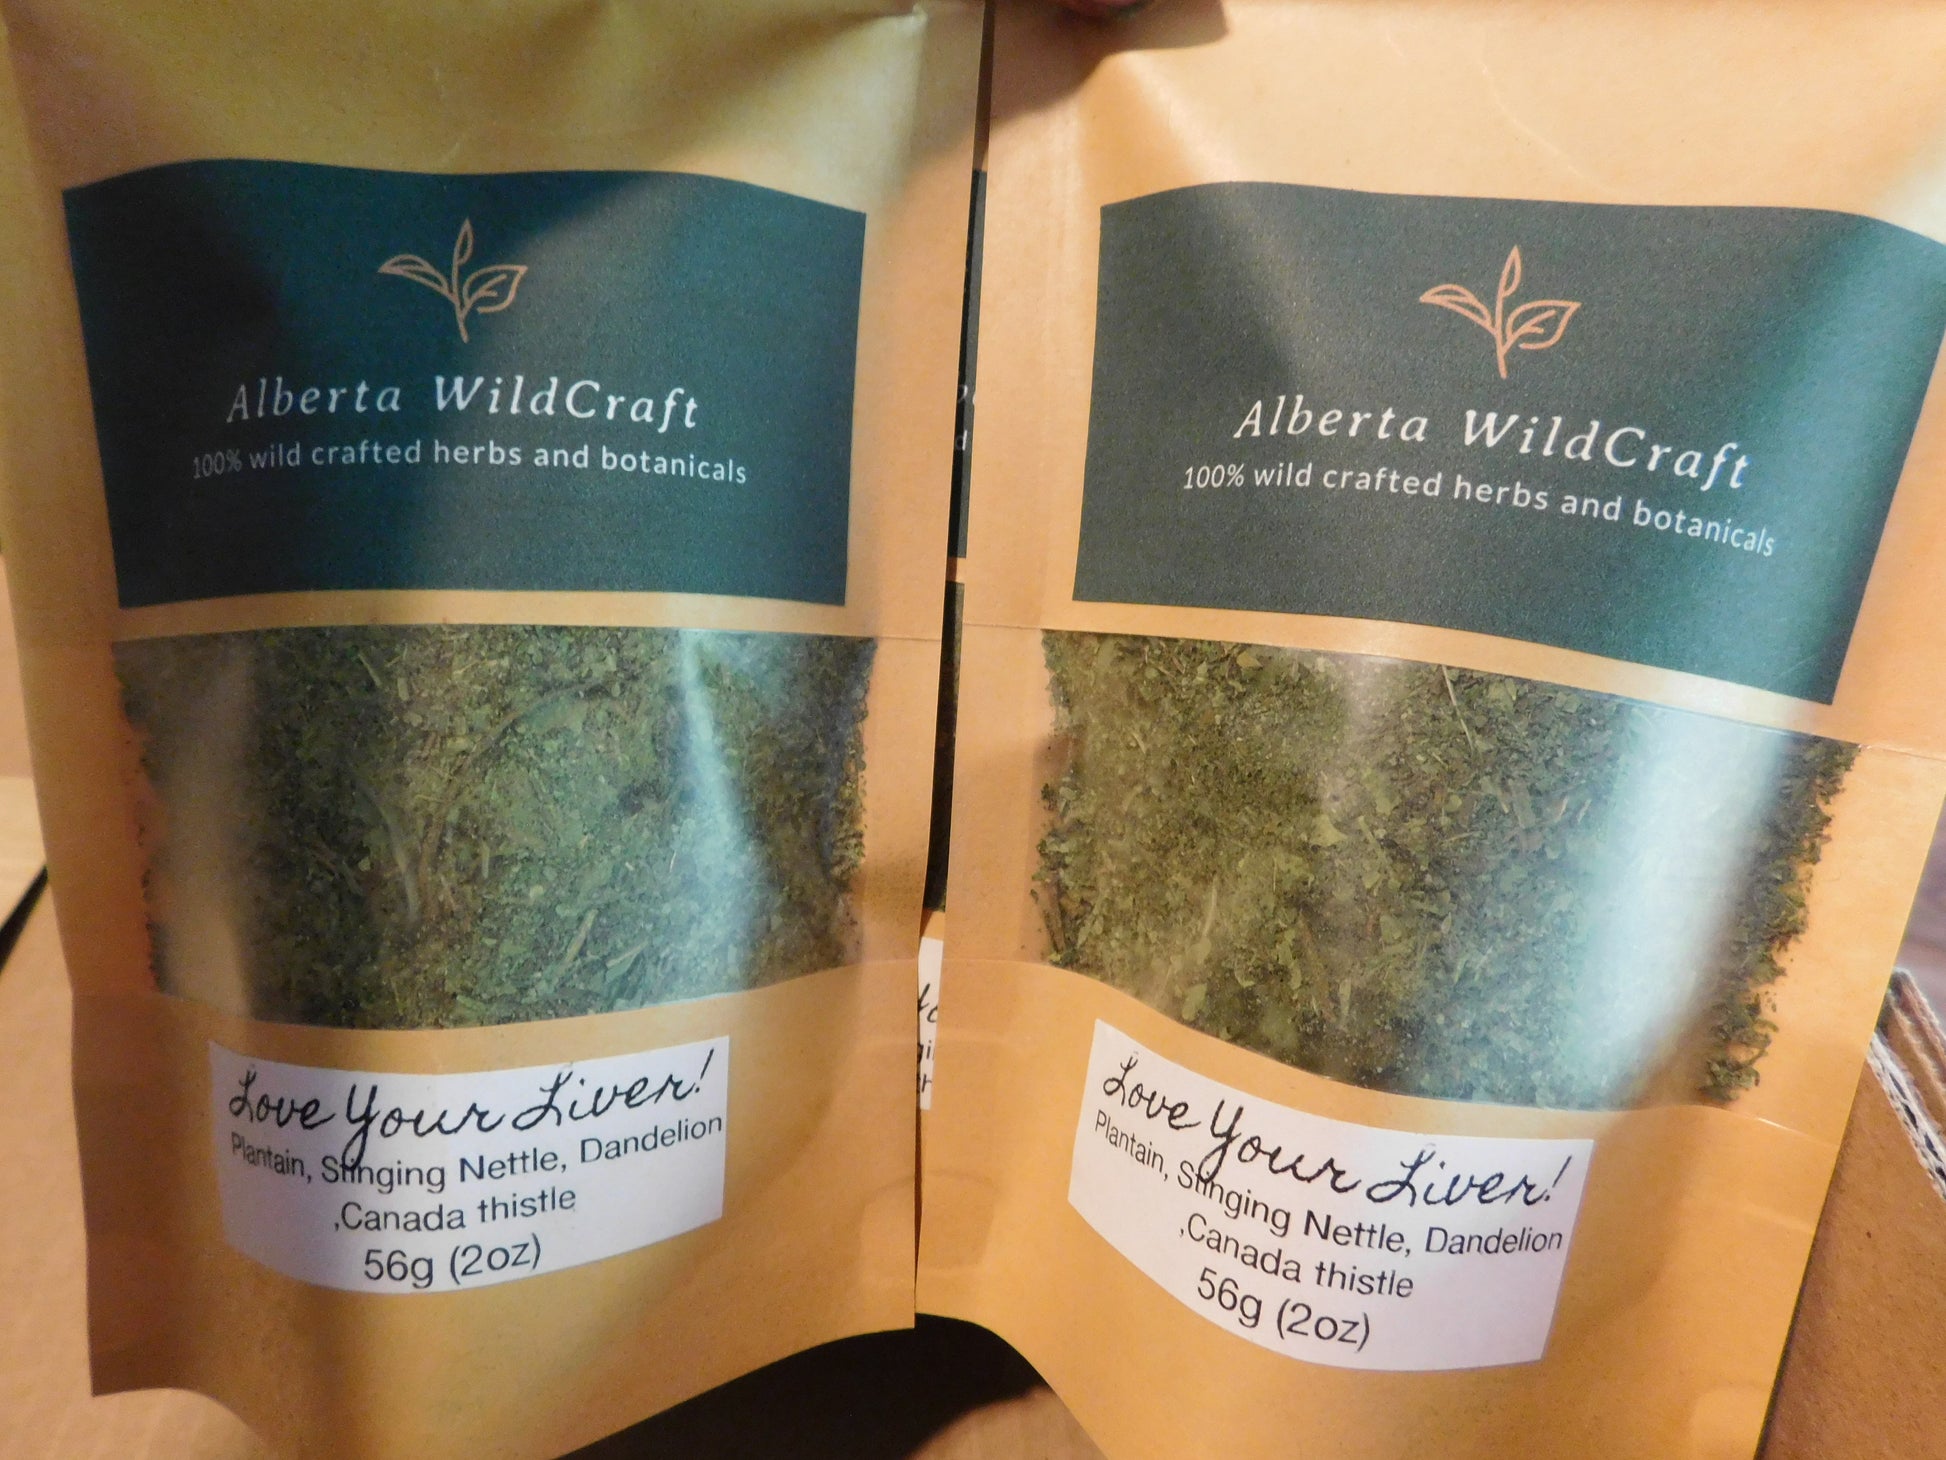 Alberta WildCraft
100% wild crafted herbs and botanicals
Love Your Liver!
Plantain, Stinging Nettle, Dandelion
,Canada thistle
56g (2oz)
Alberta WildCraft
100% wild crafted herbs and botanicals
Love Your Liver!
Plantain, Stinging Nettle, Dandelion
,Canada thistle
56g (2oz)